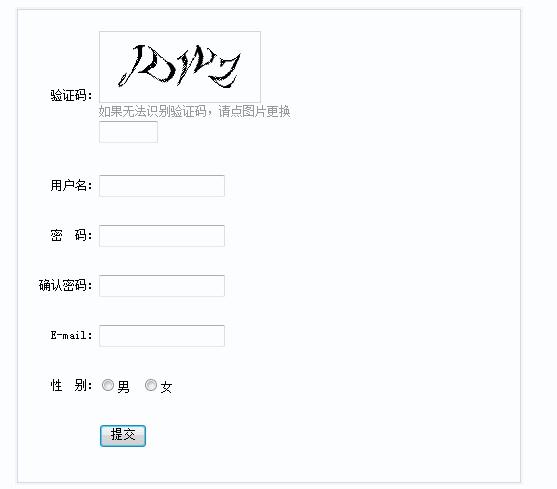 验证码：
如果无法识别验证码，请点图片更换
用户名：
密 码：
确认密码：
E-mail：
性 别： 男 女
提交